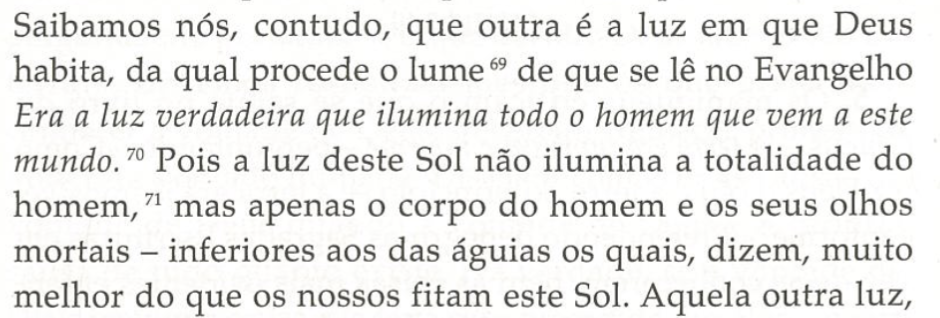 Saibamos nós, contudo, que outra é a luz em que Deus
habita, da qual procede o lume⁶⁹ de que se lê no Evangelho
Era a luz verdadeira que ilumina todo o homem que vem a este
mundo.⁷⁰ Pois a luz deste Sol não ilumina a totalidade do
homem,⁷¹ mas apenas o corpo do homem e os seus olhos
mortais – inferiores aos das águias os quais, dizem, muito
melhor do que os nossos fitam este Sol. Aquela outra luz,